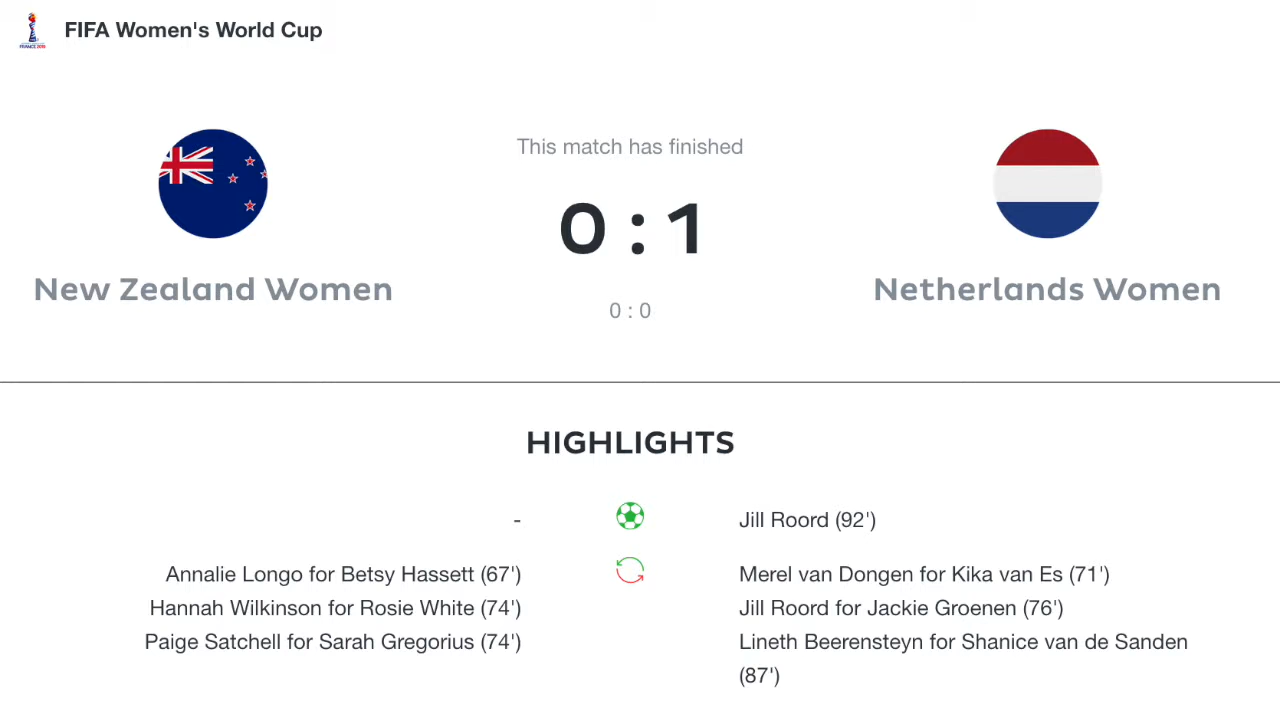 FIFA Women's World Cup
FRANCE 2019
This match has finished
0 : 1
New Zealand Women
Netherlands Women
0 : 0
HIGHLIGHTS
-
Jill Roord (92')
Annalie Longo for Betsy Hassett (67')
Merel van Dongen for Kika van Es (71')
Hannah Wilkinson for Rosie White (74')
Jill Roord for Jackie Groenen (76')
Paige Satchell for Sarah Gregorius (74')
Lineth Beerensteyn for Shanice van de Sanden
(87')